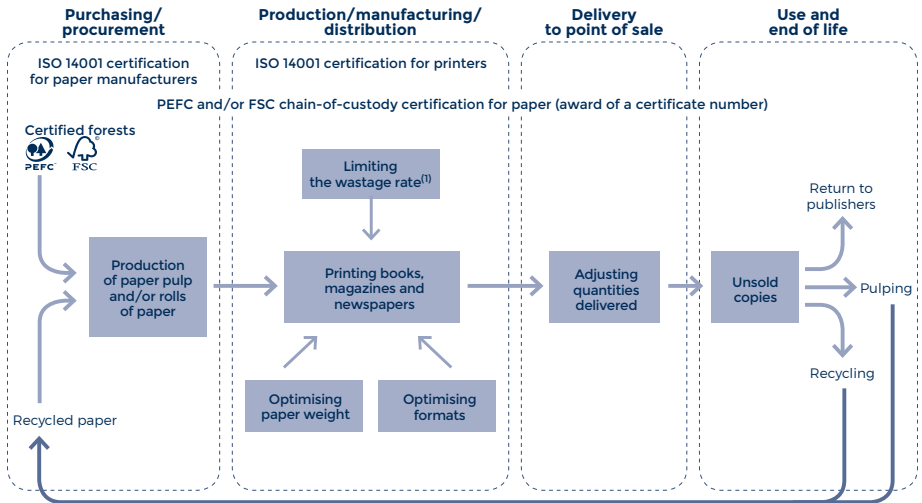 Purchasing/
procurement
Production/manufacturing/
distribution
Delivery
to point of sale
Use and
end of life
ISO 14001 certification
for paper manufacturers
ISO 14001 certification for printers
PEFC and/or FSC chain-of-custody certification for paper (award of a certificate number)
Certified forests
PEFC
FSC
Limiting
the wastage rate(1)
Return to
publishers
Production
of paper pulp
and/or rolls
of paper
Printing books,
magazines and
newspapers
Adjusting
quantities
delivered
Unsold
copies
Pulping
Recycling
Optimising
paper weight
Optimising
formats
Recycled paper